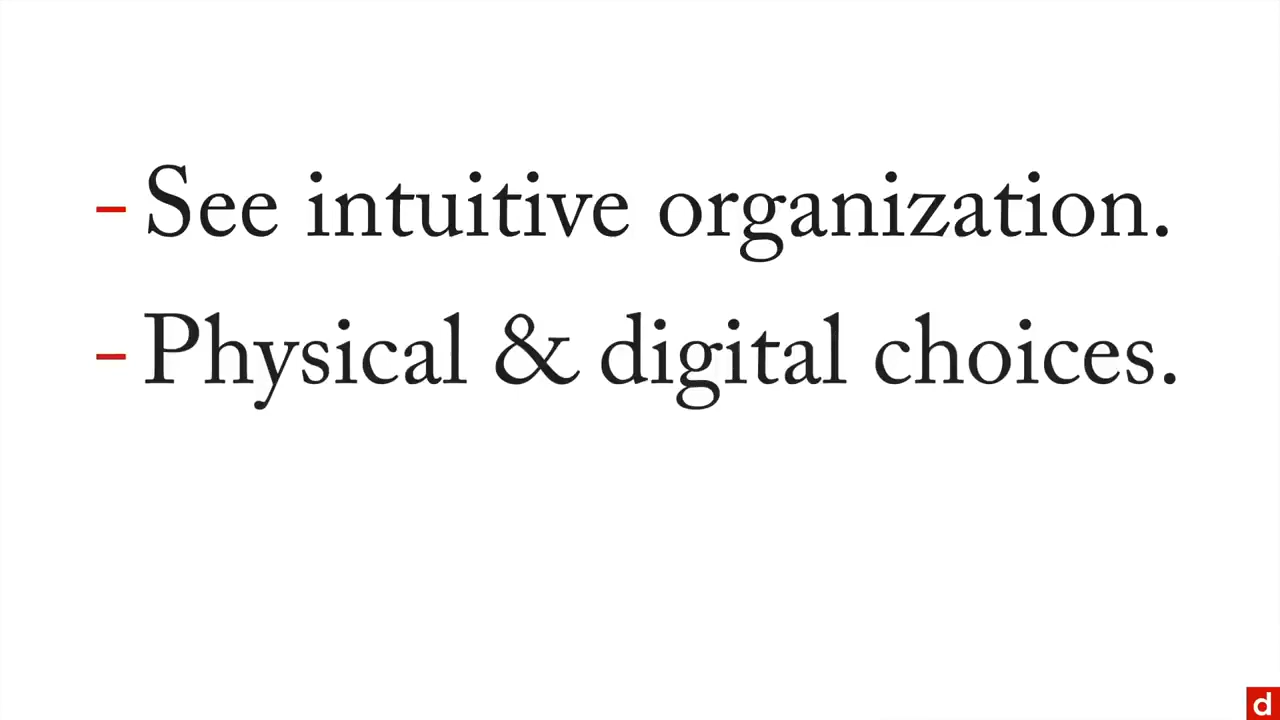 - See intuitive organization.
- Physical & digital choices.
d